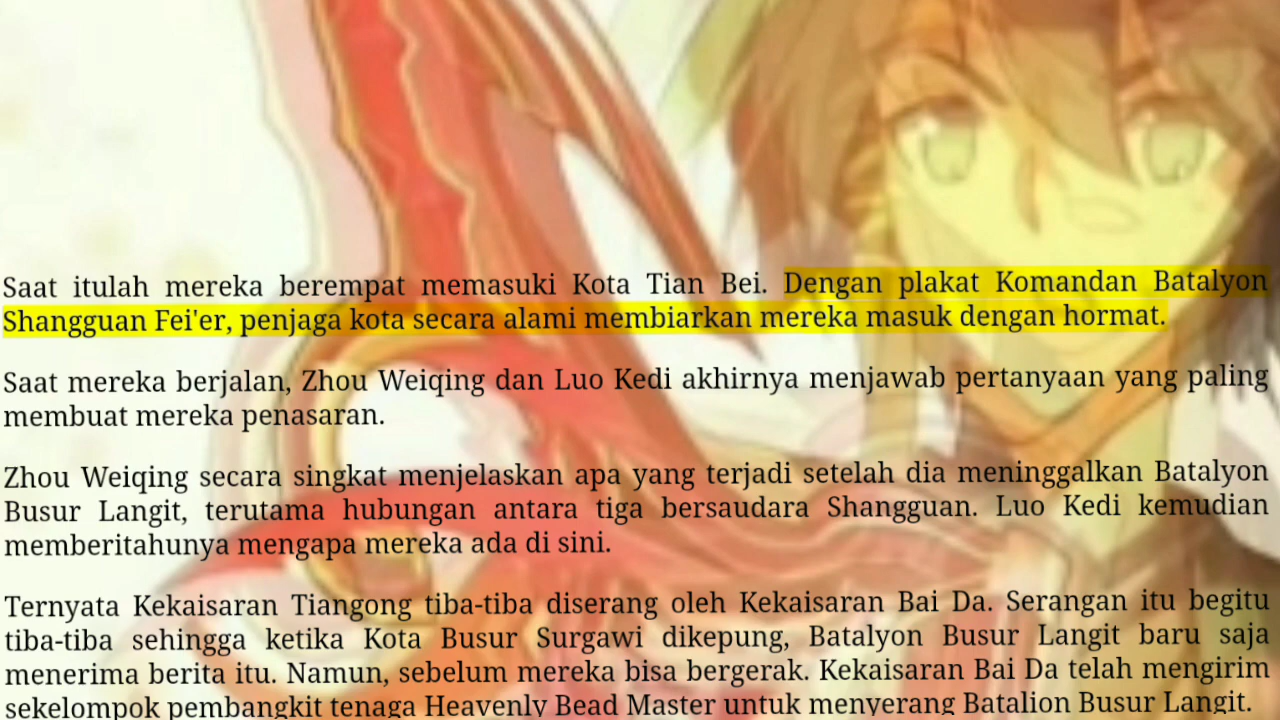 Saat itulah mereka berempat memasuki Kota Tian Bei. Dengan plakat Komandan Batalyon
Shangguan Fei'er, penjaga kota secara alami membiarkan mereka masuk dengan hormat.
Saat mereka berjalan, Zhou Weiqing dan Luo Kedi akhirnya menjawab pertanyaan yang paling
membuat mereka penasaran.
Zhou Weiqing secara singkat menjelaskan apa yang terjadi setelah dia meninggalkan Batalyon
Busur Langit, terutama hubungan antara tiga bersaudara Shangguan. Luo Kedi kemudian
memberitahunya mengapa mereka ada di sini.
Ternyata Kekaisaran Tiangong tiba-tiba diserang oleh Kekaisaran Bai Da. Serangan itu begitu
tiba-tiba sehingga ketika Kota Busur Surgawi dikepung, Batalyon Busur Langit baru saja
menerima berita itu. Namun, sebelum mereka bisa bergerak. Kekaisaran Bai Da telah mengirim
sekelompok pembangkit tenaga Heavenly Bead Master untuk menyerang Batalion Busur Langit.